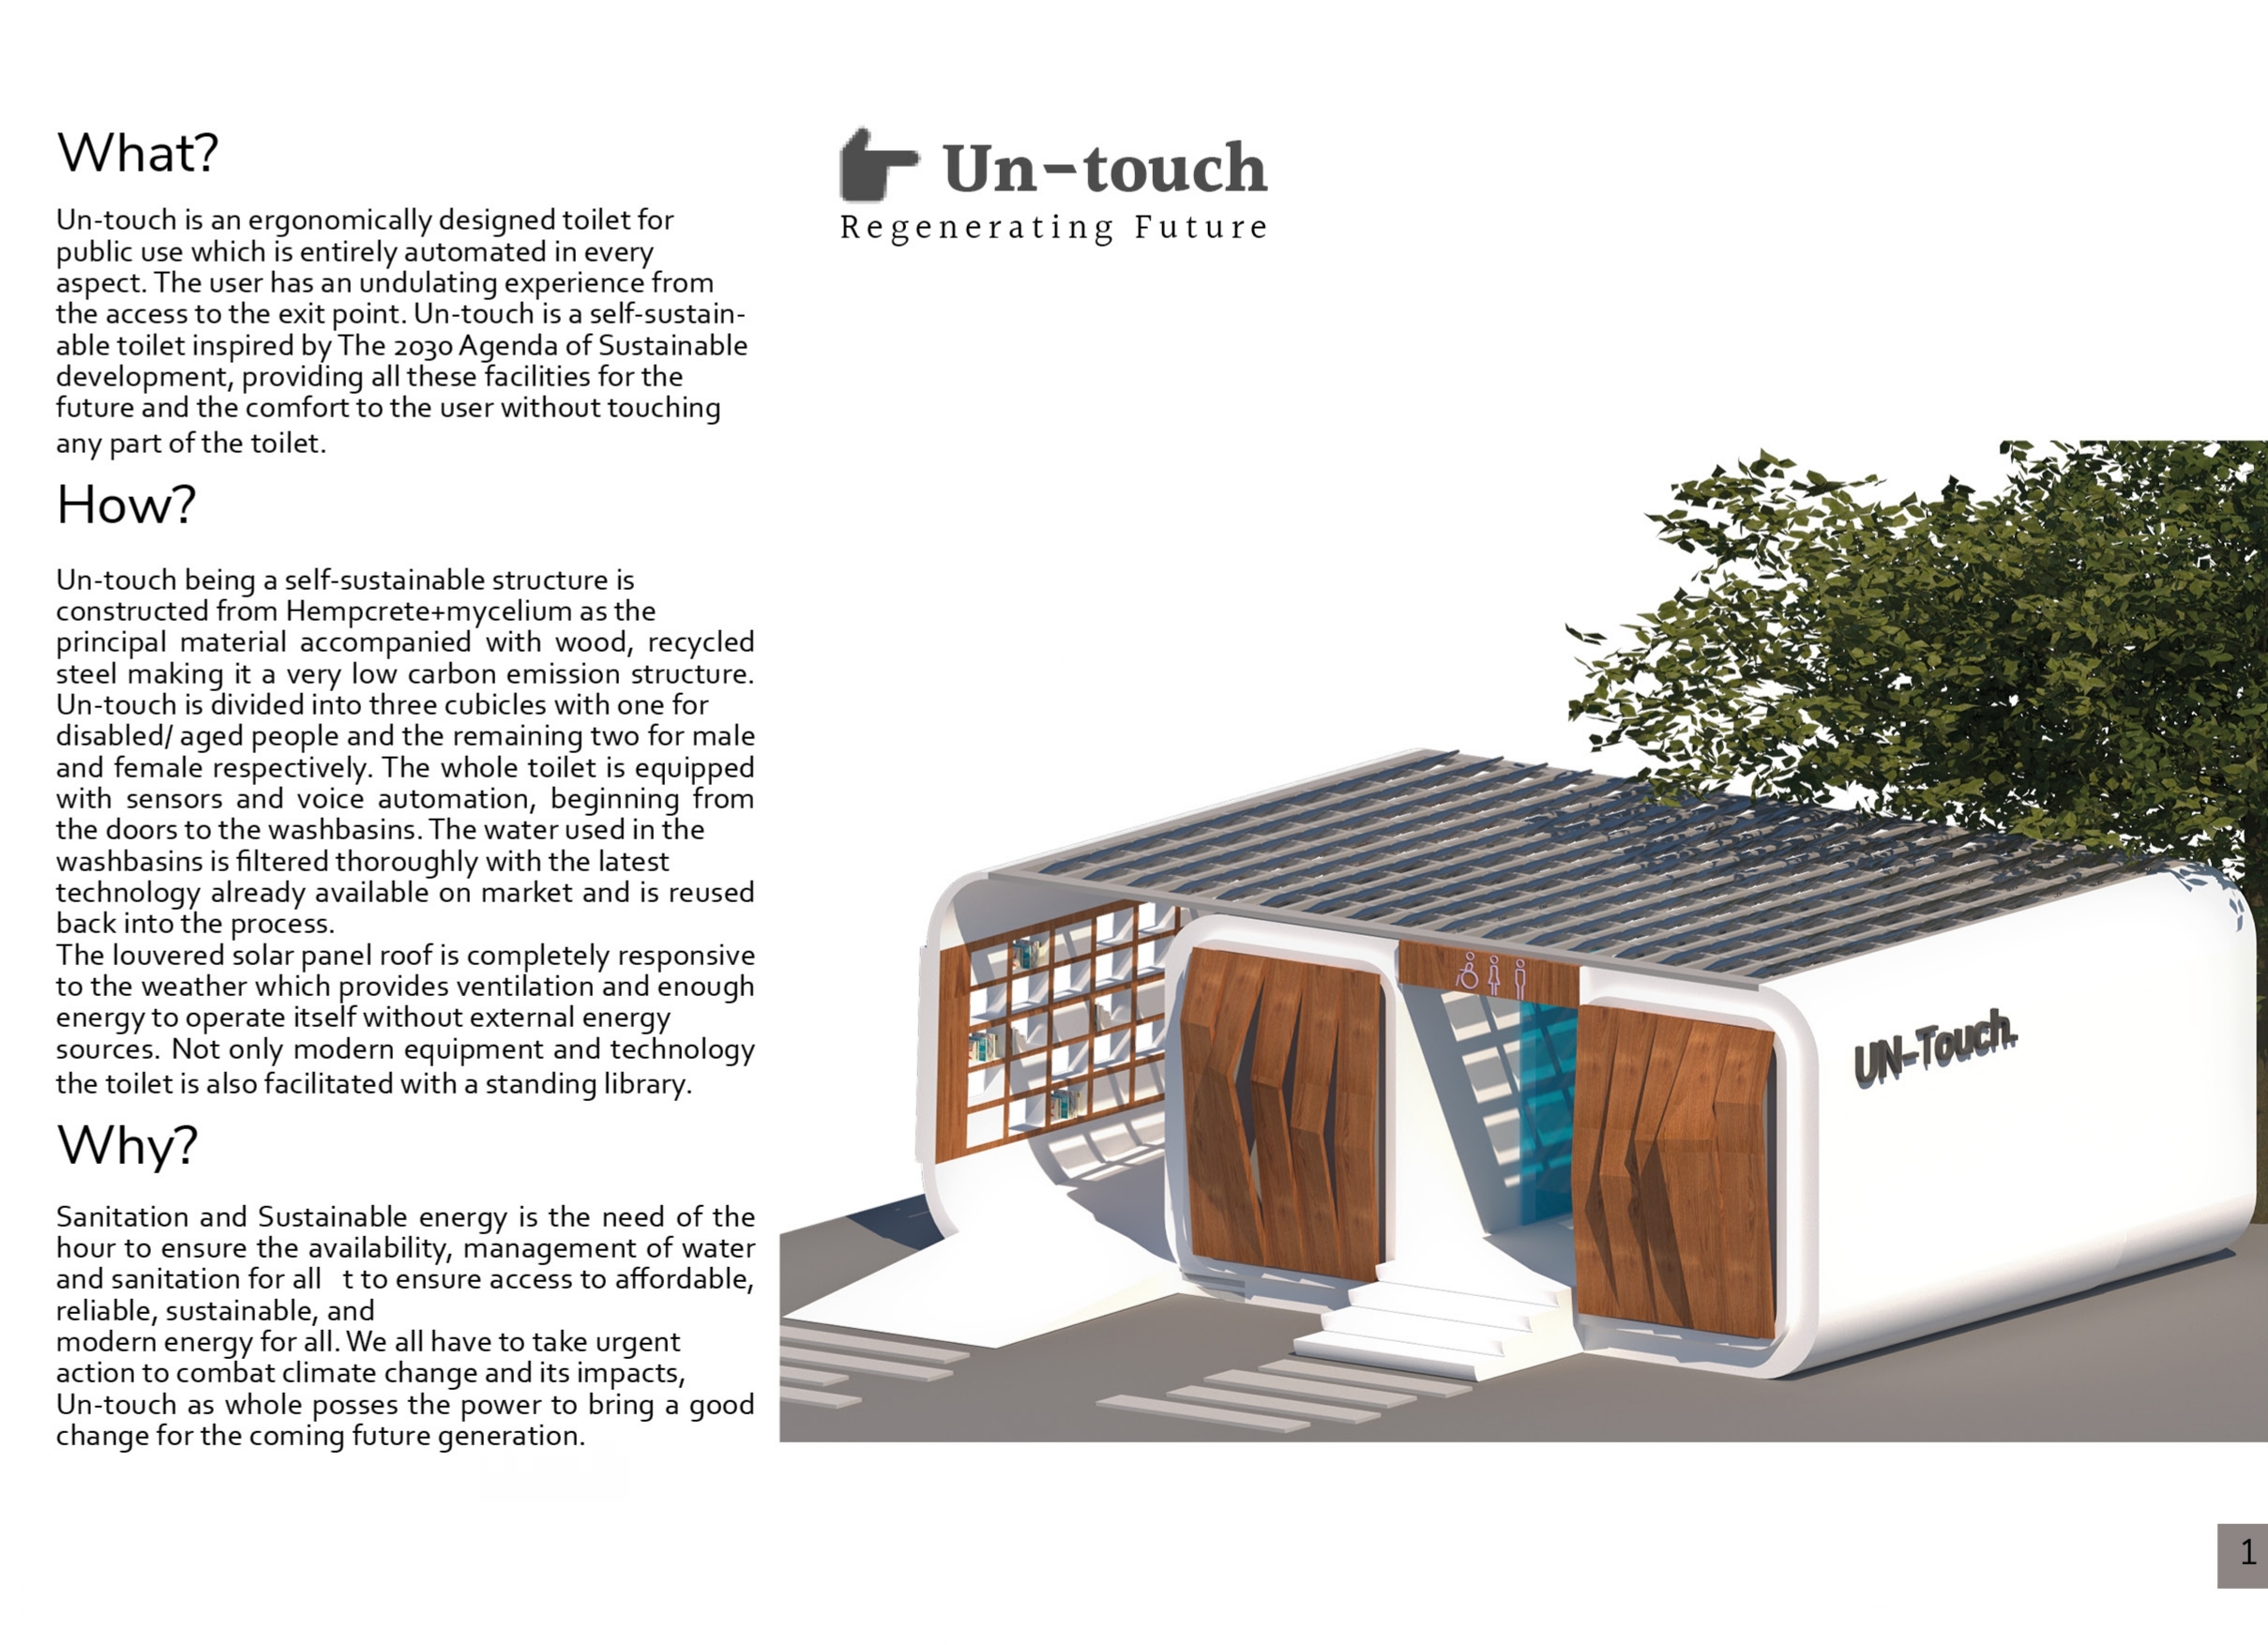 What?
Un-touch is an ergonomically designed toilet for
public use which is entirely automated in every
aspect. The user has an undulating experience from
the access to the exit point. Un-touch is a self-sustain-
able toilet inspired by The 2030 Agenda of Sustainable
development, providing all these facilities for the
future and the comfort to the user without touching
any part of the toilet.
How?
Un-touch being a self-sustainable structure is
constructed from Hempcrete+mycelium as the
principal material accompanied with wood, recycled
steel making it a very low carbon emission structure.
Un-touch is divided into three cubicles with one for
disabled/ aged people and the remaining two for male
and female respectively. The whole toilet is equipped
with sensors and voice automation, beginning from
the doors to the washbasins. The water used in the
washbasins is filtered thoroughly with the latest
technology already available on market and is reused
back into the process.
The louvered solar panel roof is completely responsive
to the weather which provides ventilation and enough
energy to operate itself without external energy
sources. Not only modern equipment and technology
the toilet is also facilitated with a standing library.
Why?
Sanitation and Sustainable energy is the need of the
hour to ensure the availability, management of water
and sanitation for all t to ensure access to affordable,
reliable, sustainable, and
modern energy for all. We all have to take urgent
action to combat climate change and its impacts,
Un-touch as whole posses the power to bring a good
change for the coming future generation.
Un-touch
Regenerating Future
UN-Touch.
1